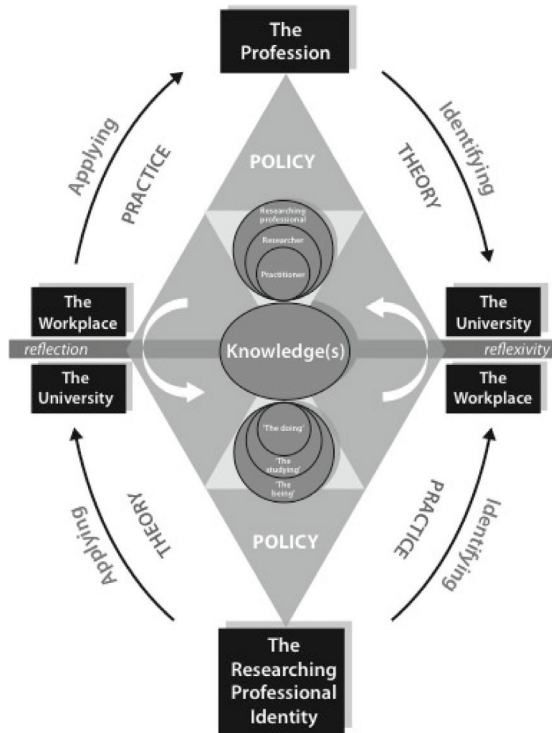 The
Profession
Applying
PRACTICE
Identifying
THEORY
POLICY
Researching
professional
Researcher
Practitioner
The
Workplace
The
University
reflection
Knowledge(s)
reflexivity
The
University
The
Workplace
'The doing'
'The
studying'
'The
being'
Applying
THEORY
PRACTICE
Identifying
POLICY
The
Researching
Professional
Identity